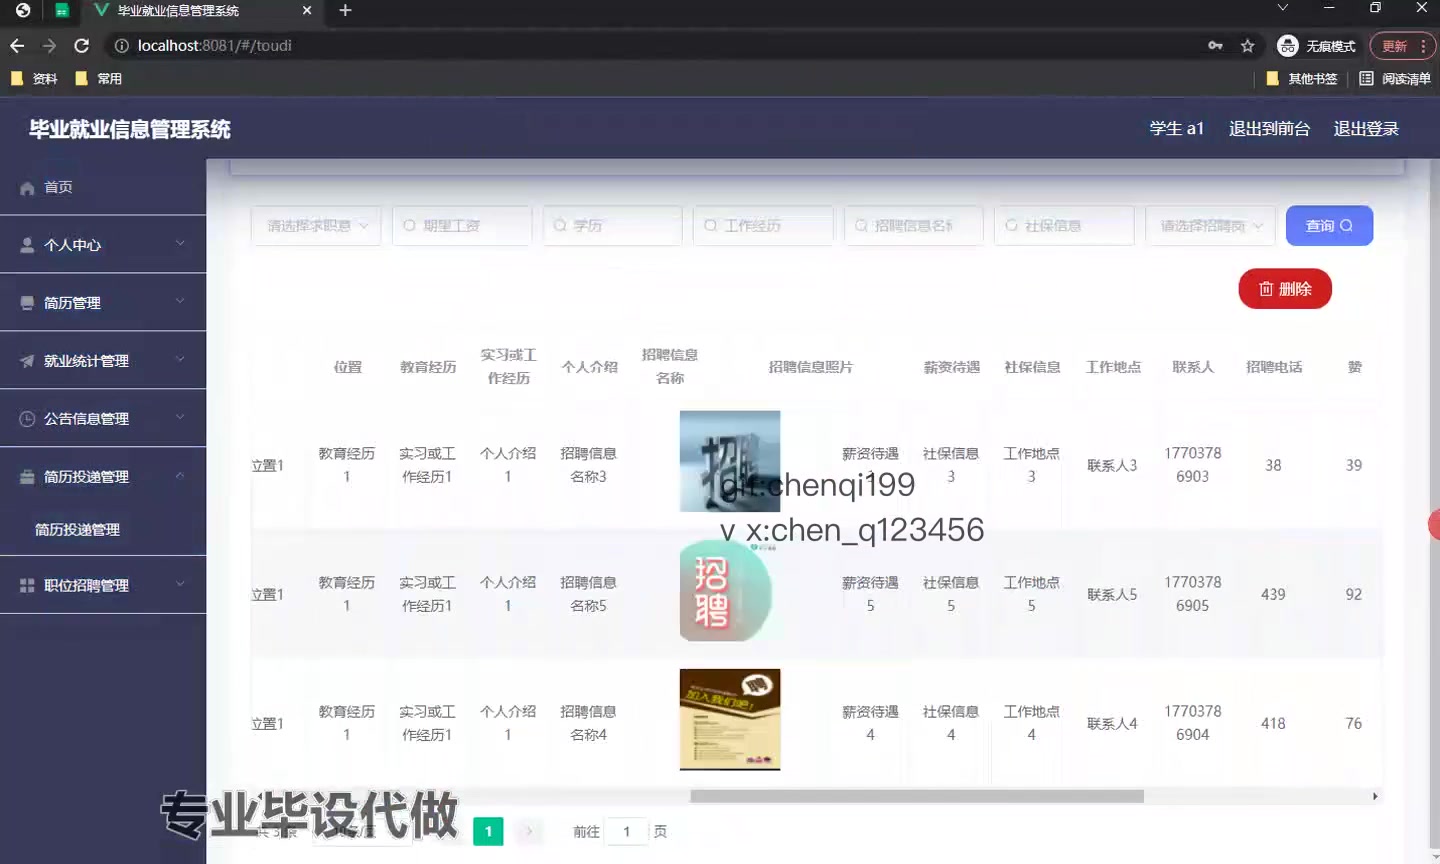 毕业就业信息管理系统
localhost:8081/#/toudi
无痕模式
更新
资料
常用
其他书签
阅读清单
毕业就业信息管理系统
学生 a1
退出到前台
退出登录
首页
个人中心
简历管理
就业统计管理
公告信息管理
简历投递管理
简历投递管理
职位招聘管理
请选择求职意
期望工资
学历
工作经历
招聘信息名称
社保信息
请选择招聘岗
查询
删除
位置
教育经历
实习或工
作经历
个人介绍
招聘信息
名称
招聘信息照片
薪资待遇
社保信息
工作地点
联系人
招聘电话
赞
位置1
教育经历
1
实习或工
作经历1
个人介绍
1
招聘信息
名称3
招聘
薪资待遇
社保信息
3
工作地点
3
联系人3
1770378
6903
38
39
git:chenqi199
v x:chen_q123456
位置1
教育经历
1
实习或工
作经历1
个人介绍
1
招聘信息
名称5
招
聘
薪资待遇
5
社保信息
5
工作地点
5
联系人5
1770378
6905
439
92
位置1
教育经历
1
实习或工
作经历1
个人介绍
1
招聘信息
名称4
聘
加入我们吧!
薪资待遇
4
社保信息
4
工作地点
4
联系人4
1770378
6904
418
76
专业毕设代做
共 3 条
10条/页
1
前往
1
页